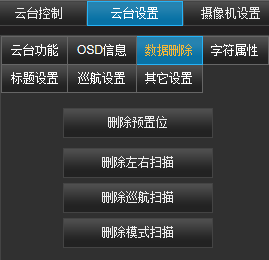 云台控制 云台设置 摄像机设置
云台功能 OSD信息 数据删除 字符属性
标题设置 巡航设置 其它设置
删除预置位
删除左右扫描
删除巡航扫描
删除模式扫描